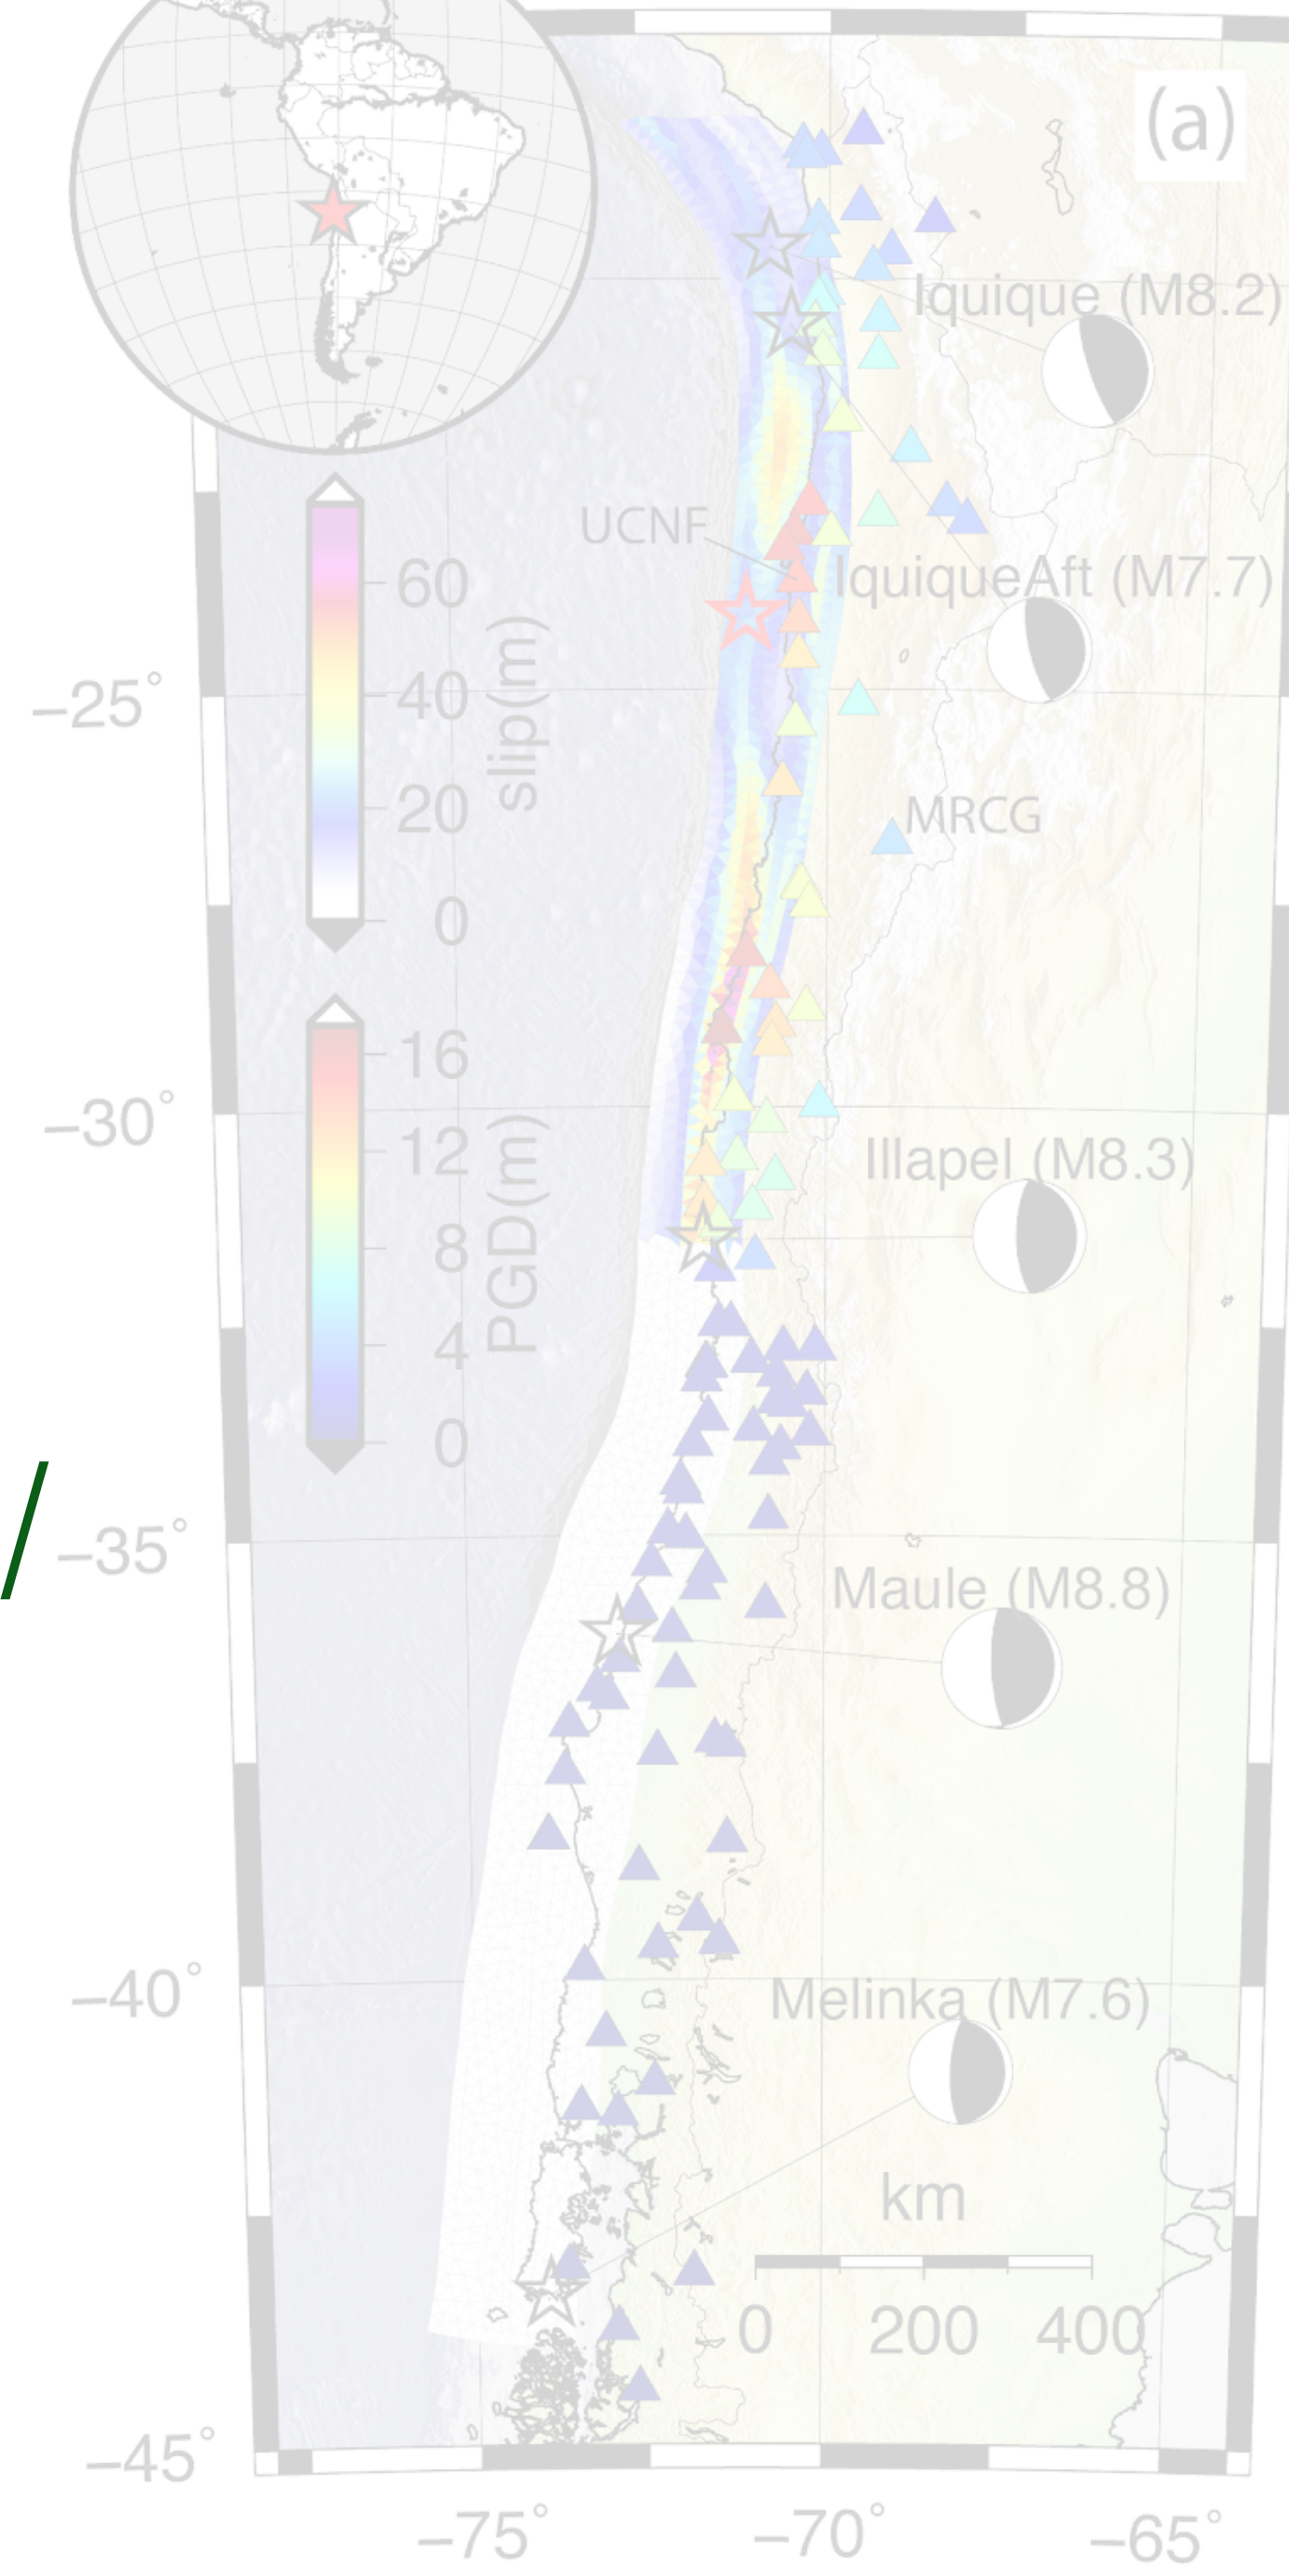 (a)
Iquique (M8.2)
UCNF
IquiqueAft (M7.7)
60
40
20
0
slip(m)
−25°
MRCG
16
12
8
4
0
PGD(m)
−30°
Illapel (M8.3)
/
−35°
Maule (M8.8)
−40°
Melinka (M7.6)
km
0 200 400
−45°
−75° −70° −65°